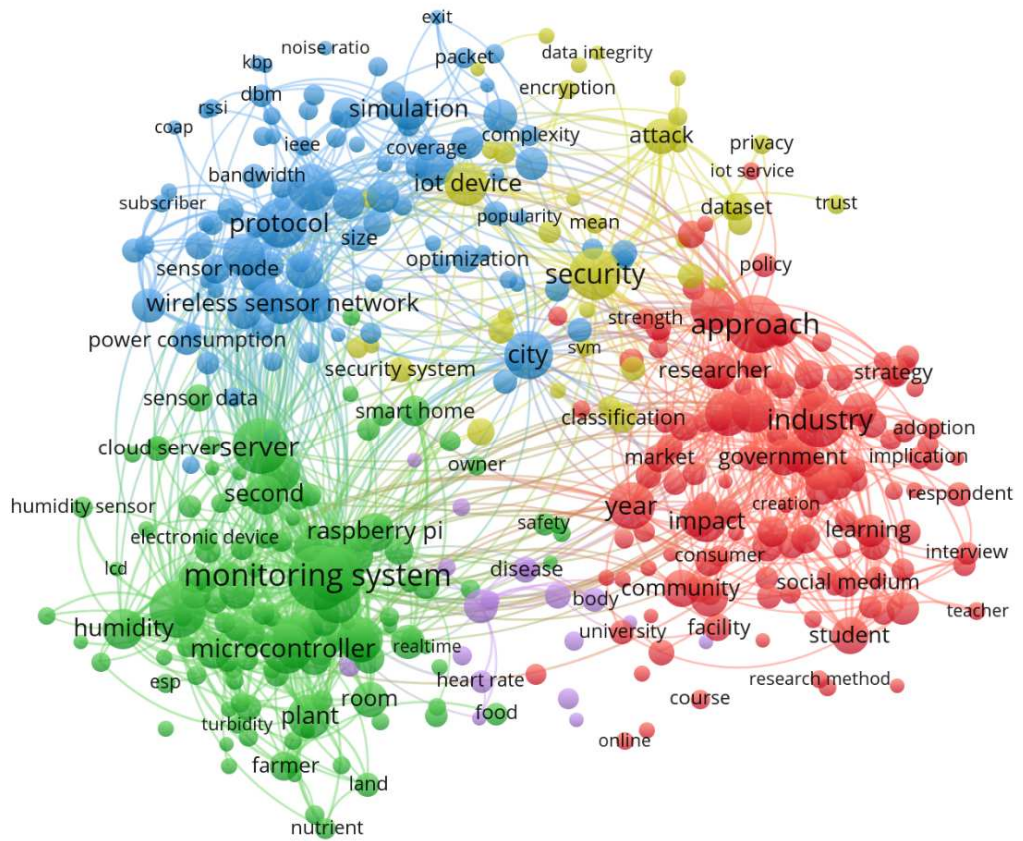 exit
noise ratio
packet
data integrity
kbp
encryption
dbm
rssi
simulation
coap
ieee
coverage
complexity
attack
privacy
iot service
bandwidth
iot device
subscriber
protocol
size
popularity
mean
dataset
trust
sensor node
optimization
security
policy
wireless sensor network
strength
approach
power consumption
security system
city
svm
researcher
strategy
sensor data
smart home
classification
industry
adoption
cloud server
server
owner
market
government
implication
humidity sensor
second
year
impact
creation
respondent
electronic device
raspberry pi
safety
learning
lcd
monitoring system
disease
consumer
interview
body
community
social medium
humidity
microcontroller
realtime
university
facility
student
teacher
esp
room
heart rate
research method
turbidity
plant
food
course
online
farmer
land
nutrient